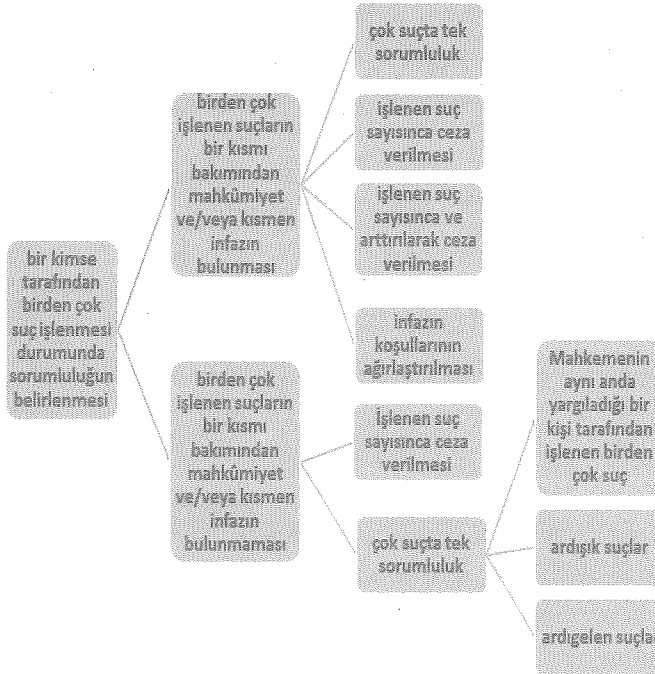 bir kimse
tarafından
birden çok
suç işlenmesi
durumunda
sorumluluğun
belirlenmesi
birden çok
işlenen suçların
bir kısmı
bakımından
mahkûmiyet
ve/veya kısmen
infazın
bulunması
çok suçta tek
sorumluluk
işlenen suç
sayısınca ceza
verilmesi
işlenen suç
sayısınca ve
arttırılarak ceza
verilmesi
infazın
koşullarının
ağırlaştırılması
birden çok
işlenen suçların
bir kısmı
bakımından
mahkûmiyet
ve/veya kısmen
infazın
bulunmaması
İşlenen suç
sayısınca ceza
verilmesi
çok suçta tek
sorumluluk
Mahkemenin
aynı anda
yargıladığı bir
kişi tarafından
işlenen birden
çok suç
ardışık suçlar
ardıgelen suçla